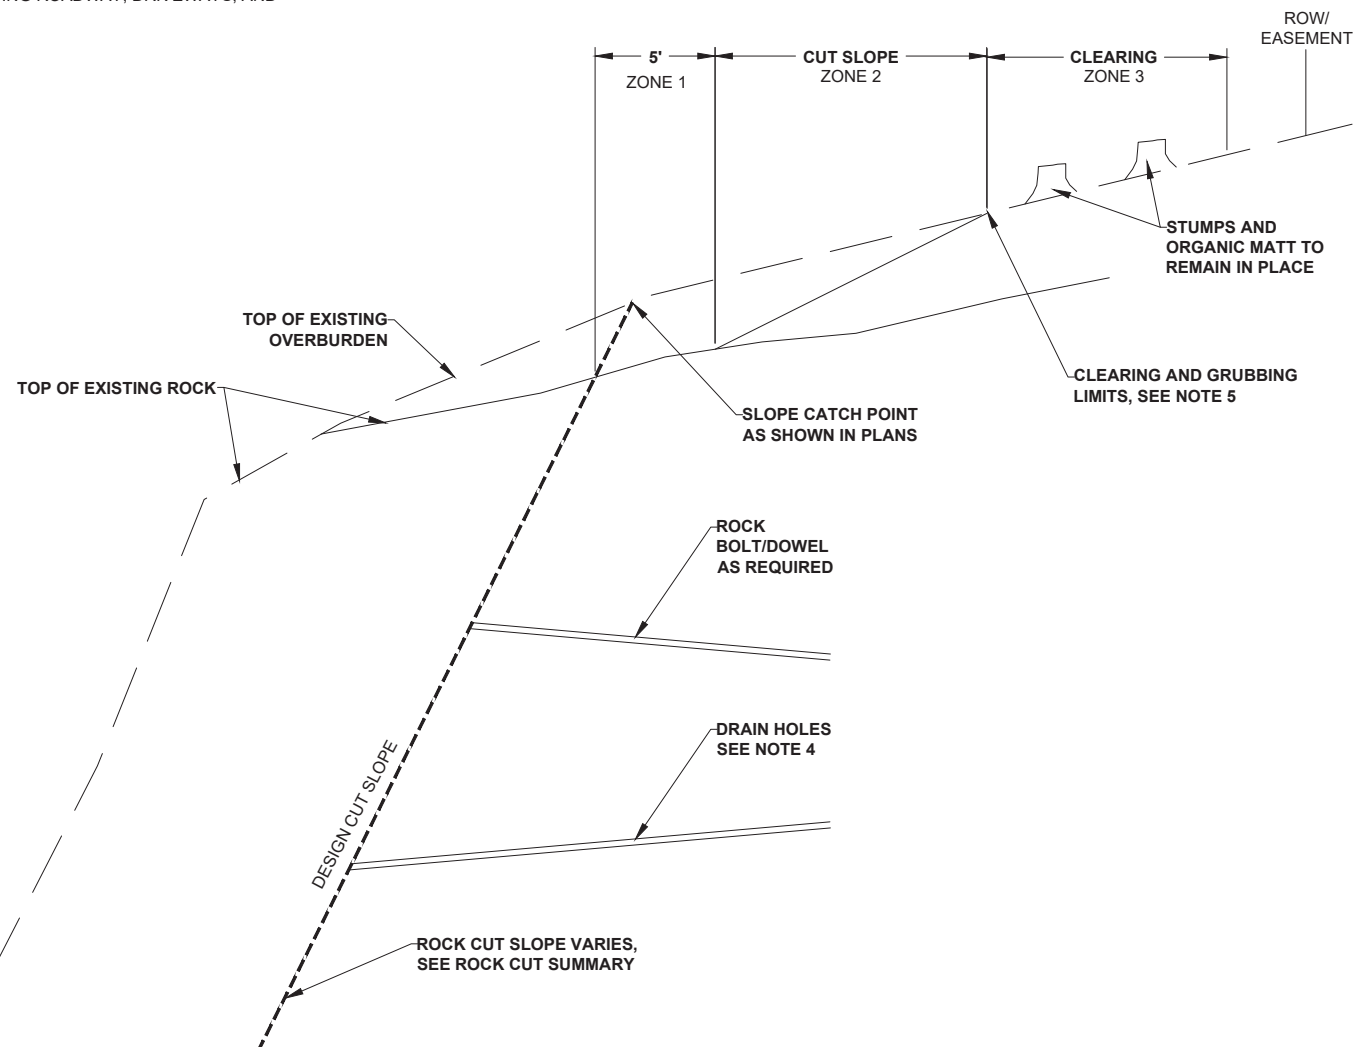 ROW/
EASEMENT
5'
ZONE 1
CUT SLOPE
ZONE 2
CLEARING
ZONE 3
STUMPS AND
ORGANIC MATT TO
REMAIN IN PLACE
TOP OF EXISTING
OVERBURDEN
TOP OF EXISTING ROCK
CLEARING AND GRUBBING
LIMITS, SEE NOTE 5
SLOPE CATCH POINT
AS SHOWN IN PLANS
ROCK
BOLT/DOWEL
AS REQUIRED
DRAIN HOLES
SEE NOTE 4
DESIGN CUT SLOPE
ROCK CUT SLOPE VARIES,
SEE ROCK CUT SUMMARY